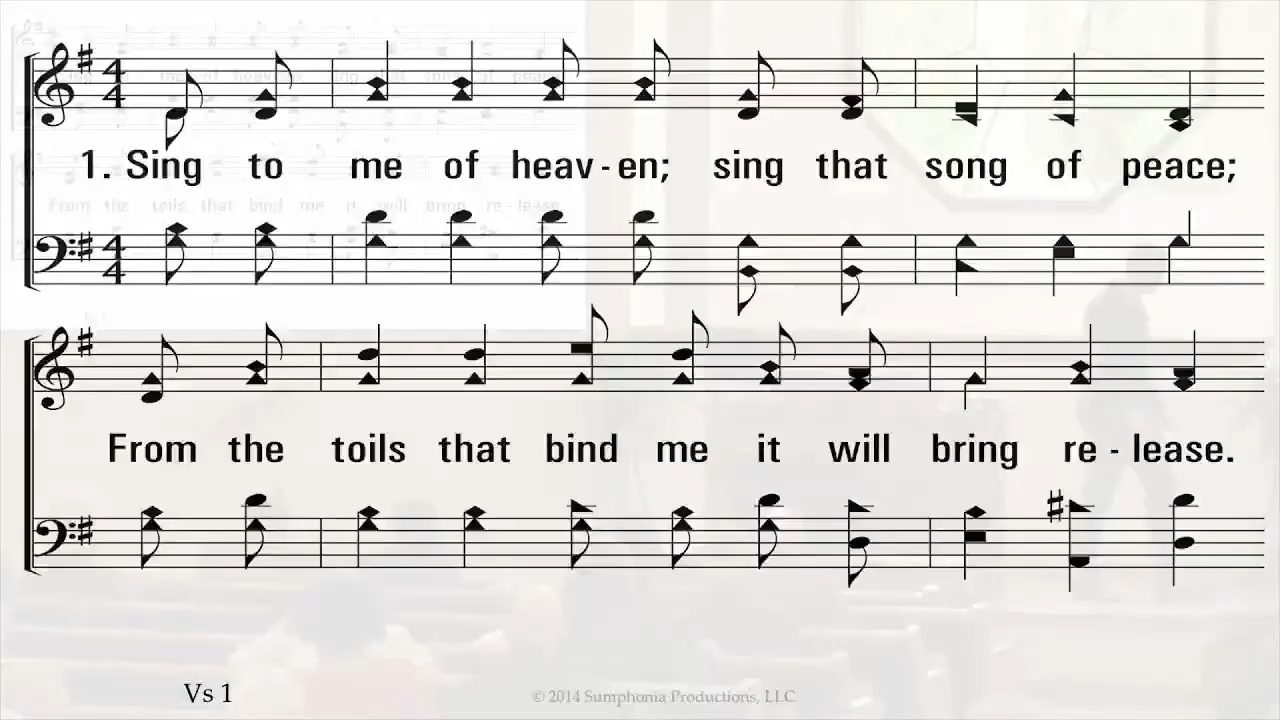 1. Sing to me of heav-en; sing that song of peace;
From the toils that bind me it will bring re-lease.
Vs 1
© 2014 Sumphonia Productions, LLC